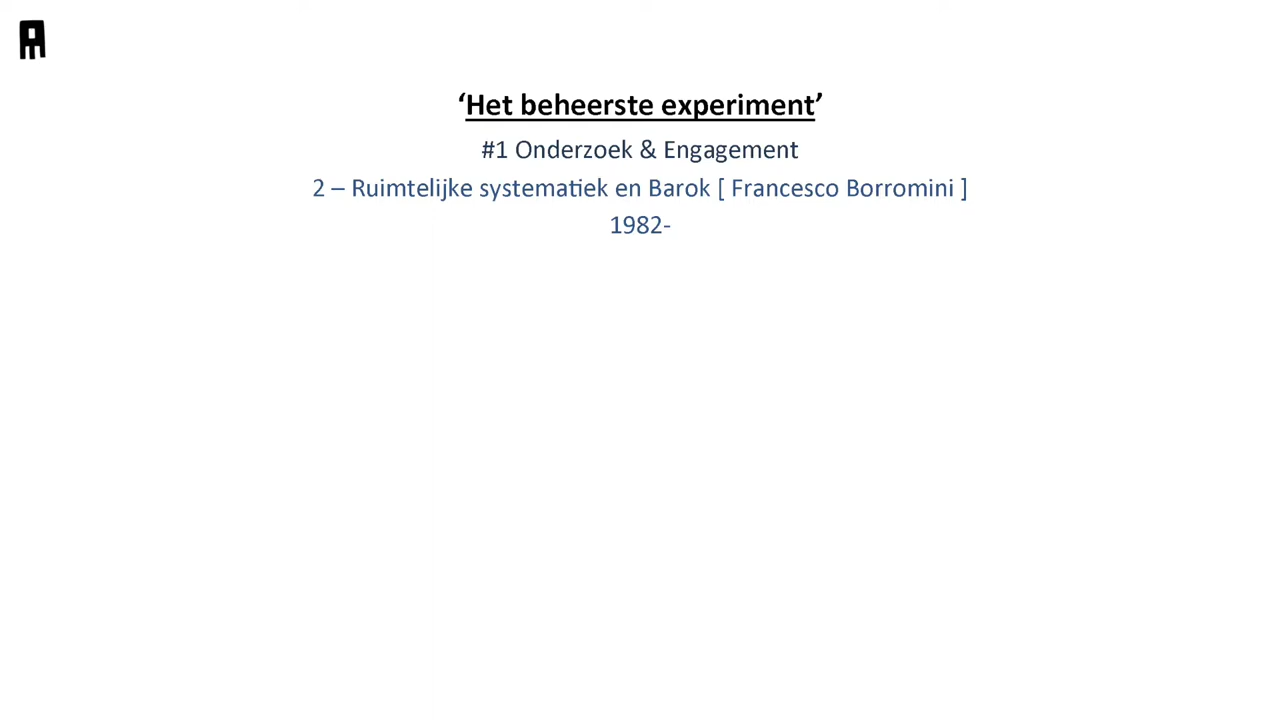 ‘Het beheerste experiment’
#1 Onderzoek & Engagement
2 – Ruimtelijke systematiek en Barok [ Francesco Borromini ]
1982-